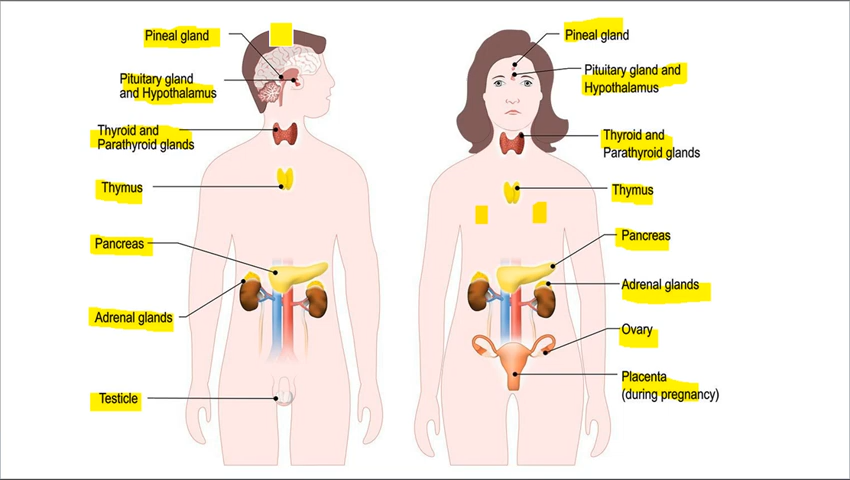 Pineal gland
Pituitary gland
and Hypothalamus
Thyroid and
Parathyroid glands
Thymus
Pancreas
Adrenal glands
Testicle
Pineal gland
Pituitary gland and
Hypothalamus
Thyroid and
Parathyroid glands
Thymus
Pancreas
Adrenal glands
Ovary
Placenta
(during pregnancy)